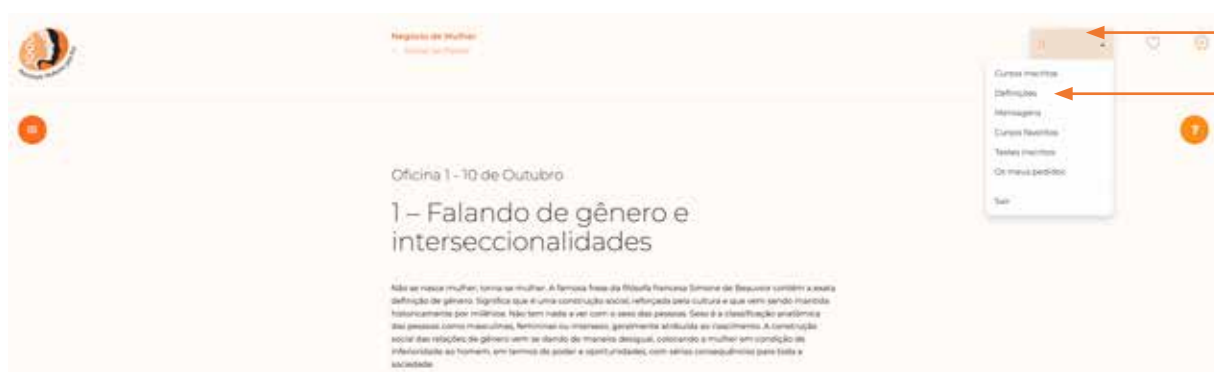 Negócio de Mulher
Cursos inscritos
Definições
Mensagens
Cursos favoritos
Testes inscritos
Os meus pedidos
Sair
Oficina 1 - 10 de Outubro
1 – Falando de gênero e
interseccionalidades
Não se nasce mulher, torna-se mulher. A famosa frase da filósofa francesa Simone de Beauvoir contém a exata
definição de gênero. Significa que é uma construção social, reforçada pela cultura e que vem sendo mantida
historicamente por milênios. Não tem nada a ver com o sexo das pessoas. Sexo é a classificação anatômica
das pessoas como masculinas, femininas ou intersexo, geralmente atribuída ao nascimento. A construção
social das relações de gênero vem se dando de maneira desigual, colocando a mulher em condição de
inferioridade ao homem, em termos de poder e oportunidades, com sérias consequências para toda a
sociedade.